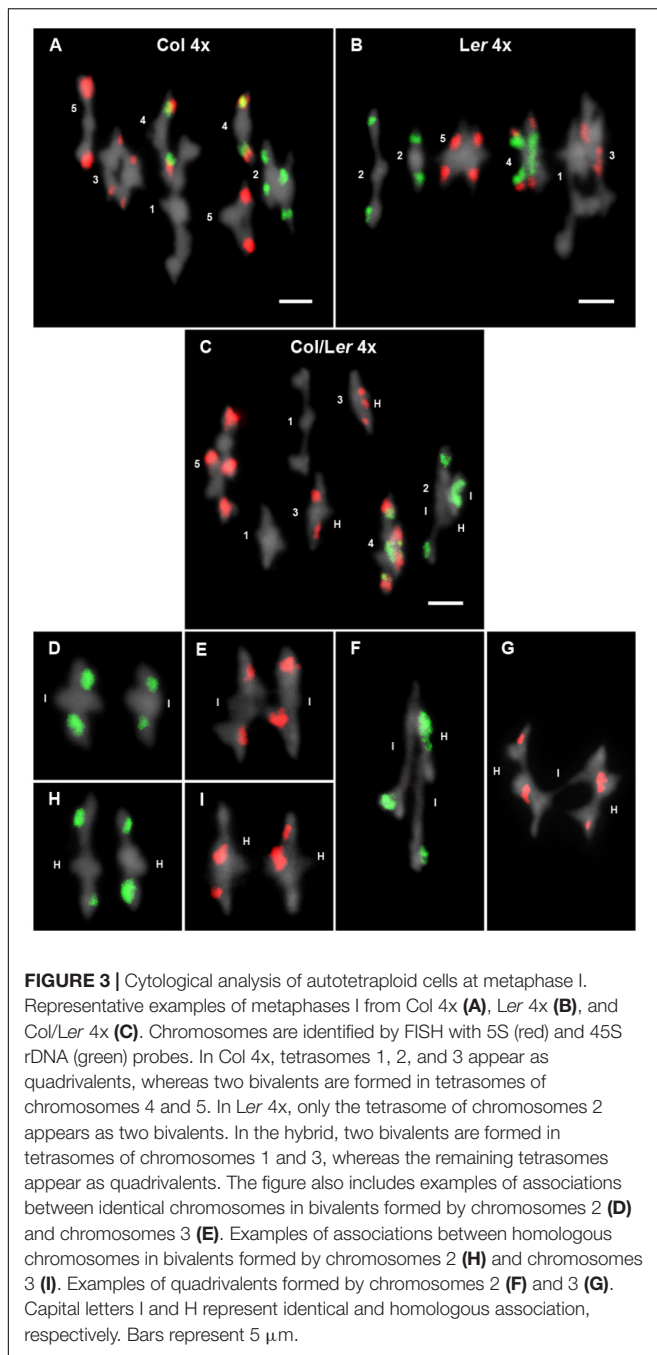 A Col 4x
5
4
4
3
2
1
5
B Ler 4x
5
2
2
4
1
3
C Col/Ler 4x
3
H
1
5
2
I
I
3
H
H
1
4
D
I
I
E
I
I
F
H
I
I
G
H
I
H
H
H
H
I
H
H
FIGURE 3 | Cytological analysis of autotetraploid cells at metaphase I.
Representative examples of metaphases I from Col 4x (A), Ler 4x (B), and
Col/Ler 4x (C). Chromosomes are identified by FISH with 5S (red) and 45S
rDNA (green) probes. In Col 4x, tetrasomes 1, 2, and 3 appear as
quadrivalents, whereas two bivalents are formed in tetrasomes of
chromosomes 4 and 5. In Ler 4x, only the tetrasome of chromosomes 2
appears as two bivalents. In the hybrid, two bivalents are formed in
tetrasomes of chromosomes 1 and 3, whereas the remaining tetrasomes
appear as quadrivalents. The figure also includes examples of associations
between identical chromosomes in bivalents formed by chromosomes 2 (D)
and chromosomes 3 (E). Examples of associations between homologous
chromosomes in bivalents formed by chromosomes 2 (H) and chromosomes
3 (I). Examples of quadrivalents formed by chromosomes 2 (F) and 3 (G).
Capital letters I and H represent identical and homologous association,
respectively. Bars represent 5 μm.